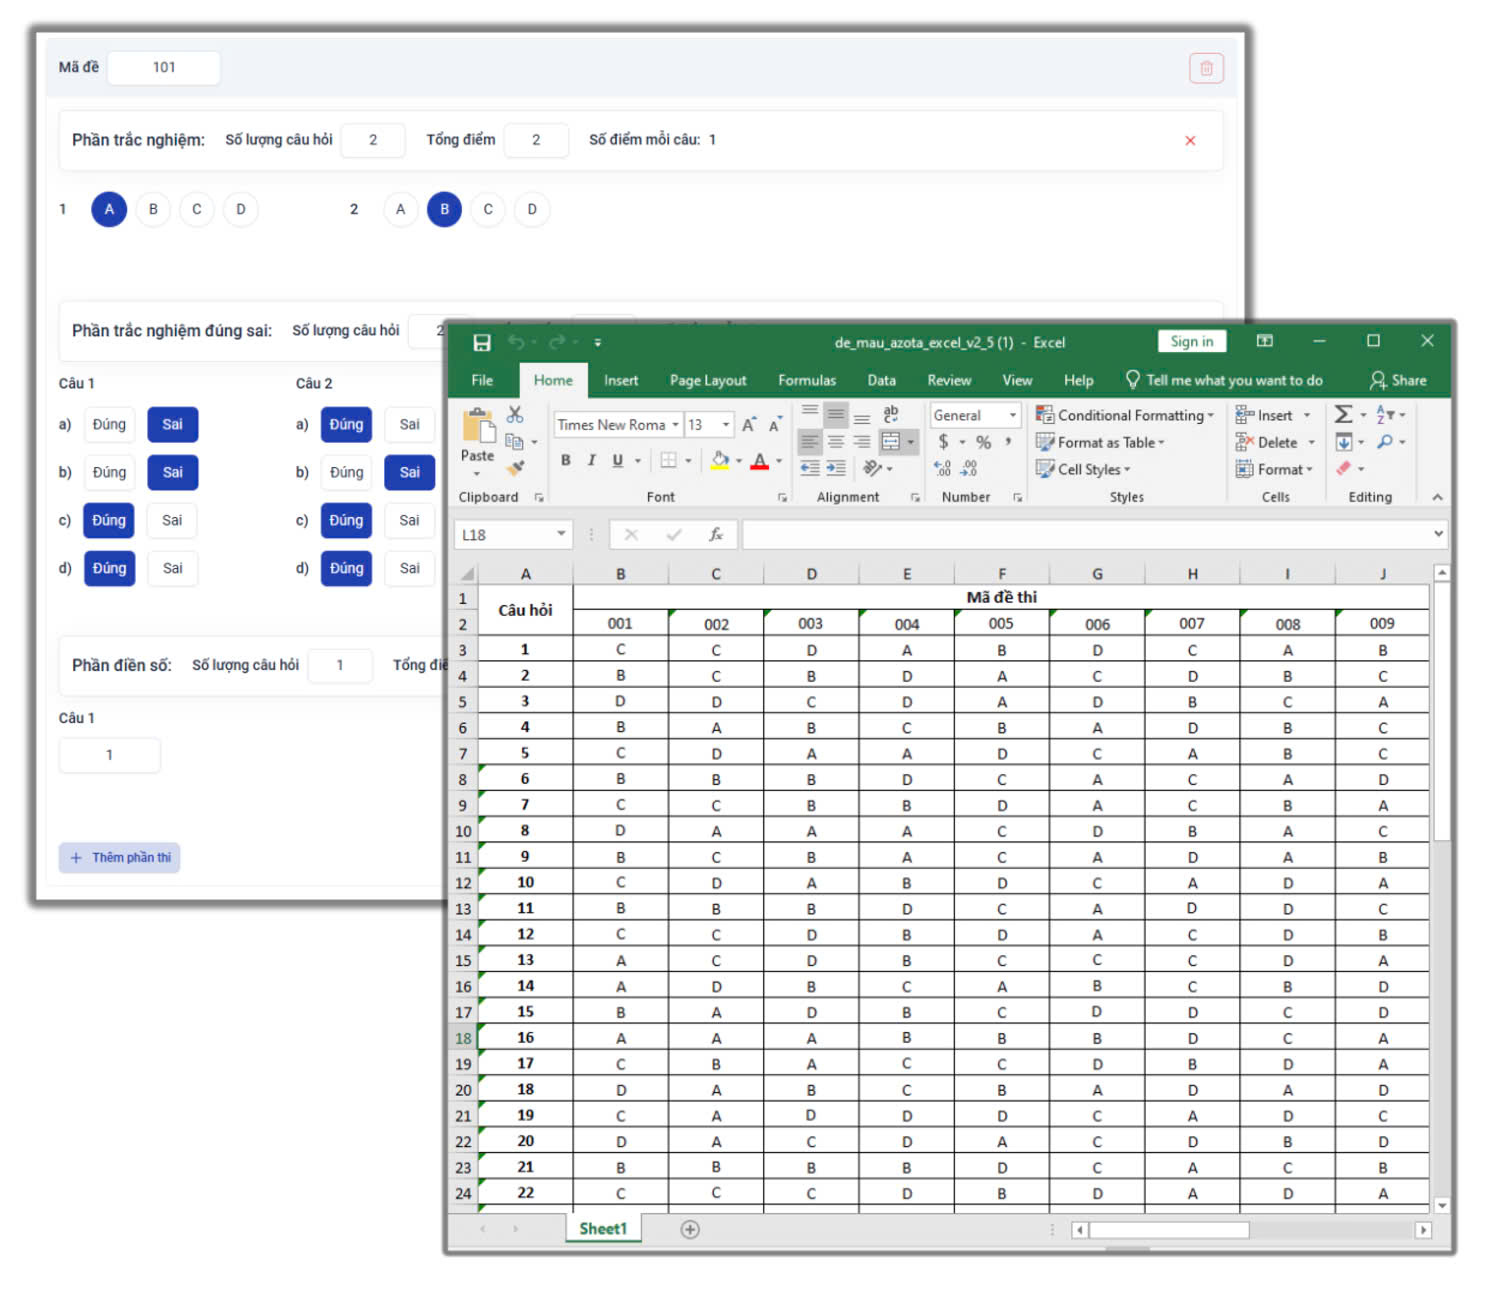 Mã đề 101
Phần trắc nghiệm: Số lượng câu hỏi 2 Tổng điểm 2 Số điểm mỗi câu: 1
1 A B C D 2 A B C D
Phần trắc nghiệm đúng sai: Số lượng câu hỏi 2
Câu 1 Câu 2
a) Đúng Sai a) Đúng Sai
b) Đúng Sai b) Đúng Sai
c) Đúng Sai c) Đúng Sai
d) Đúng Sai d) Đúng Sai
Phần điền số: Số lượng câu hỏi 1 Tổng
Câu 1
1
+ Thêm phần thi
de_mau_azota_excel_v2_5 (1) - Excel Sign in
File Home Insert Page Layout Formulas Data Review View Help Tell me what you want to do Share
Times New Roma 13 General Conditional Formatting Insert
Paste B I U $ % Format as Table Delete
Cell Styles Format
Clipboard Font Alignment Number Styles Cells Editing
L18 fx
A B C D E F G H I J
1 Câu hỏi Mã đề thi
2 001 002 003 004 005 006 007 008 009
3 1 C C D A B D C A B
4 2 B C B D A C D B C
5 3 D D C D A D B C A
6 4 B A B C B A D B C
7 5 C D A A D C A B C
8 6 B B B D C A C A D
9 7 C C B B D A C B A
10 8 D A A A C D B A C
11 9 B C B A C A D A B
12 10 C D A B D C A D A
13 11 B B B D C A D D C
14 12 C C D B D A C D B
15 13 A C D B C C C D A
16 14 A D B C A B C B D
17 15 B A D B C D D C D
18 16 A A A B B B D C A
19 17 C B A C C D B D A
20 18 D A B C B A D A D
21 19 C A D D D C A D C
22 20 D A C D A C D B D
23 21 B B B B D C A C B
24 22 C C C D B D A D A
Sheet1